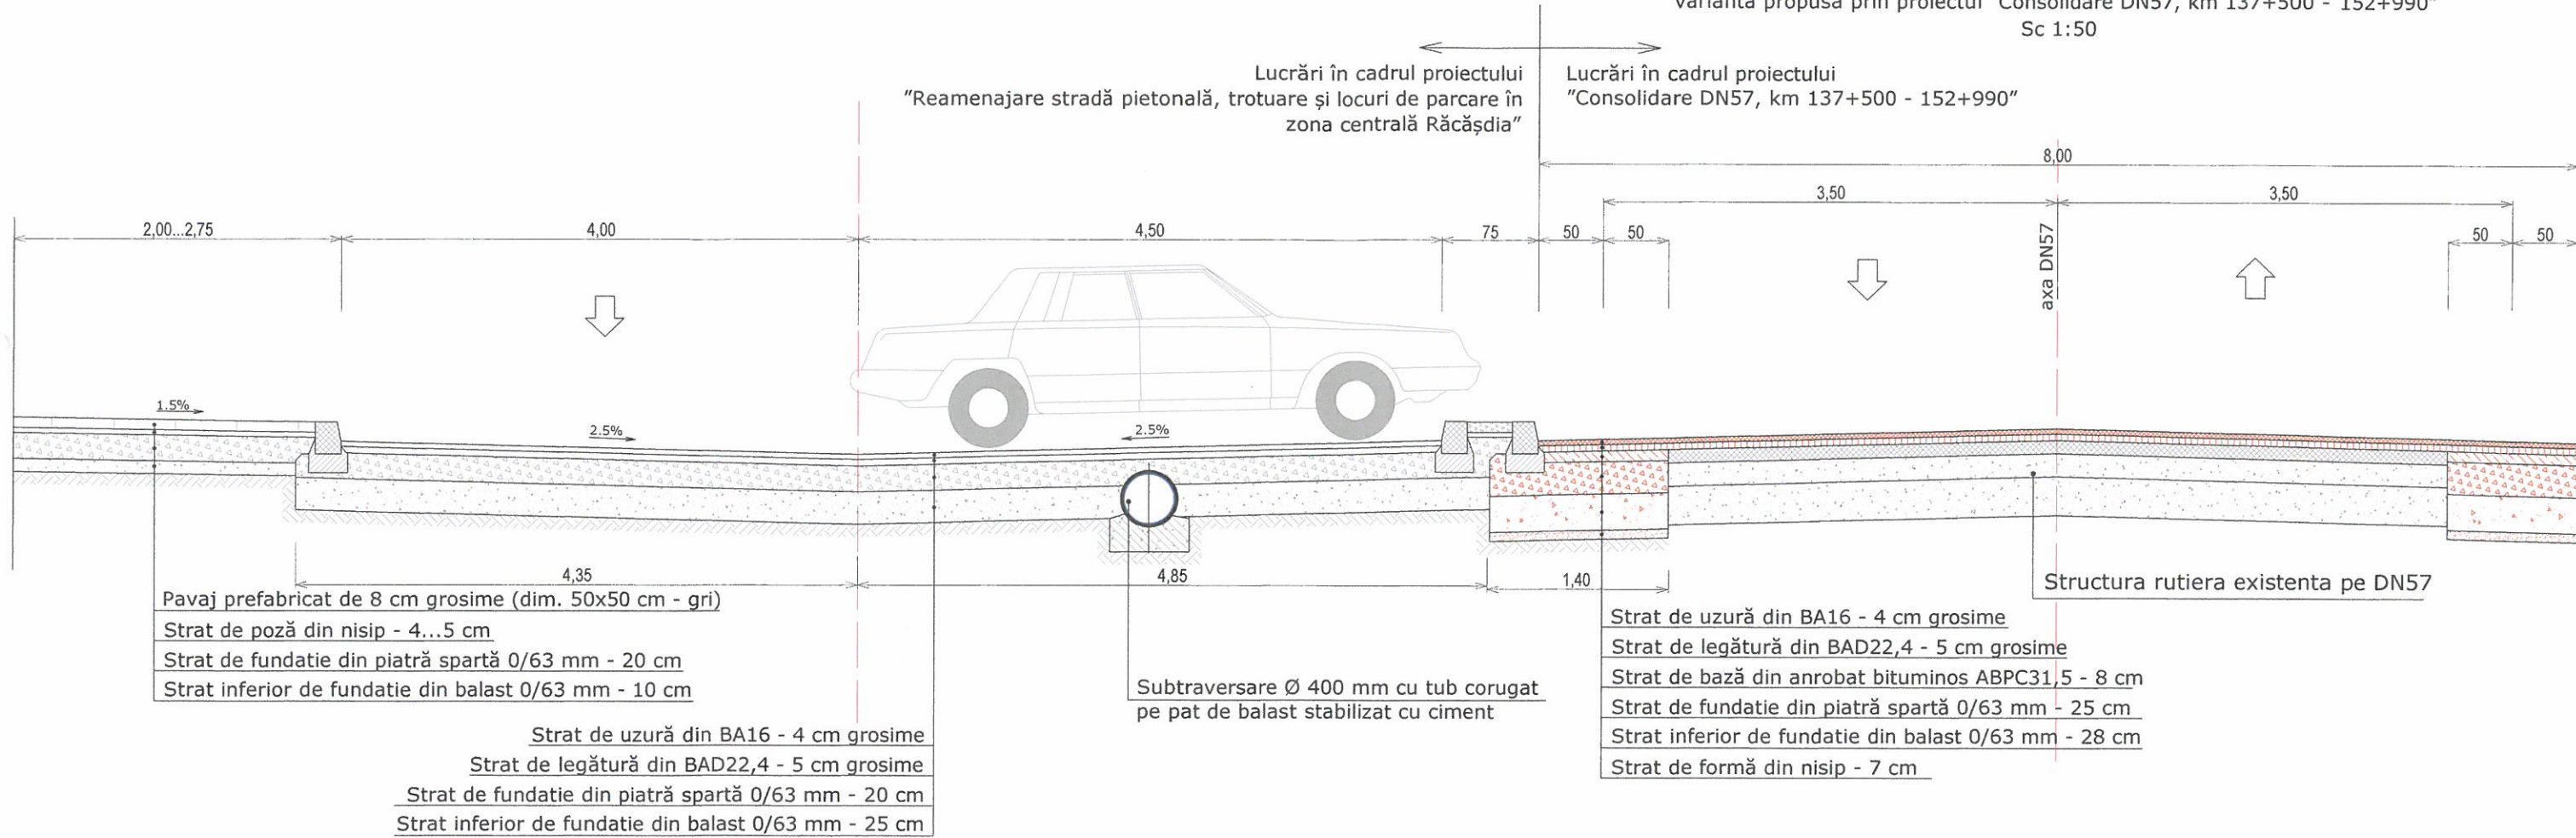 Varianta propusă prin proiectul "Consolidare DN57, km 137+500 - 152+990"
Sc 1:50
Lucrări în cadrul proiectului
"Reamenajare stradă pietonală, trotuare și locuri de parcare în
zona centrală Răcășdia"
Lucrări în cadrul proiectului
"Consolidare DN57, km 137+500 - 152+990"
8,00
3,50
3,50
2,00...2,75
4,00
4,50
75
50
50
50
50
axa DN57
1.5%
2.5%
2.5%
4,35
4,85
1,40
Pavaj prefabricat de 8 cm grosime (dim. 50x50 cm - gri)
Strat de poză din nisip - 4...5 cm
Strat de fundatie din piatră spartă 0/63 mm - 20 cm
Strat inferior de fundatie din balast 0/63 mm - 10 cm
Strat de uzură din BA16 - 4 cm grosime
Strat de legătură din BAD22,4 - 5 cm grosime
Strat de fundatie din piatră spartă 0/63 mm - 20 cm
Strat inferior de fundatie din balast 0/63 mm - 25 cm
Subtraversare Ø 400 mm cu tub corugat
pe pat de balast stabilizat cu ciment
Structura rutiera existenta pe DN57
Strat de uzură din BA16 - 4 cm grosime
Strat de legătură din BAD22,4 - 5 cm grosime
Strat de bază din anrobat bituminos ABPC31,5 - 8 cm
Strat de fundatie din piatră spartă 0/63 mm - 25 cm
Strat inferior de fundatie din balast 0/63 mm - 28 cm
Strat de formă din nisip - 7 cm